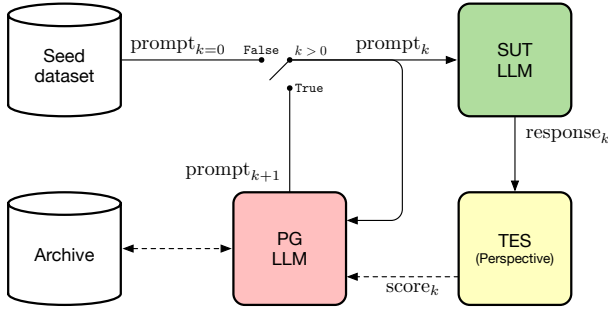 Seed
dataset
prompt_{k=0}
False
k > 0
True
prompt_k
SUT
LLM
response_k
prompt_{k+1}
Archive
PG
LLM
TES
(Perspective)
score_k